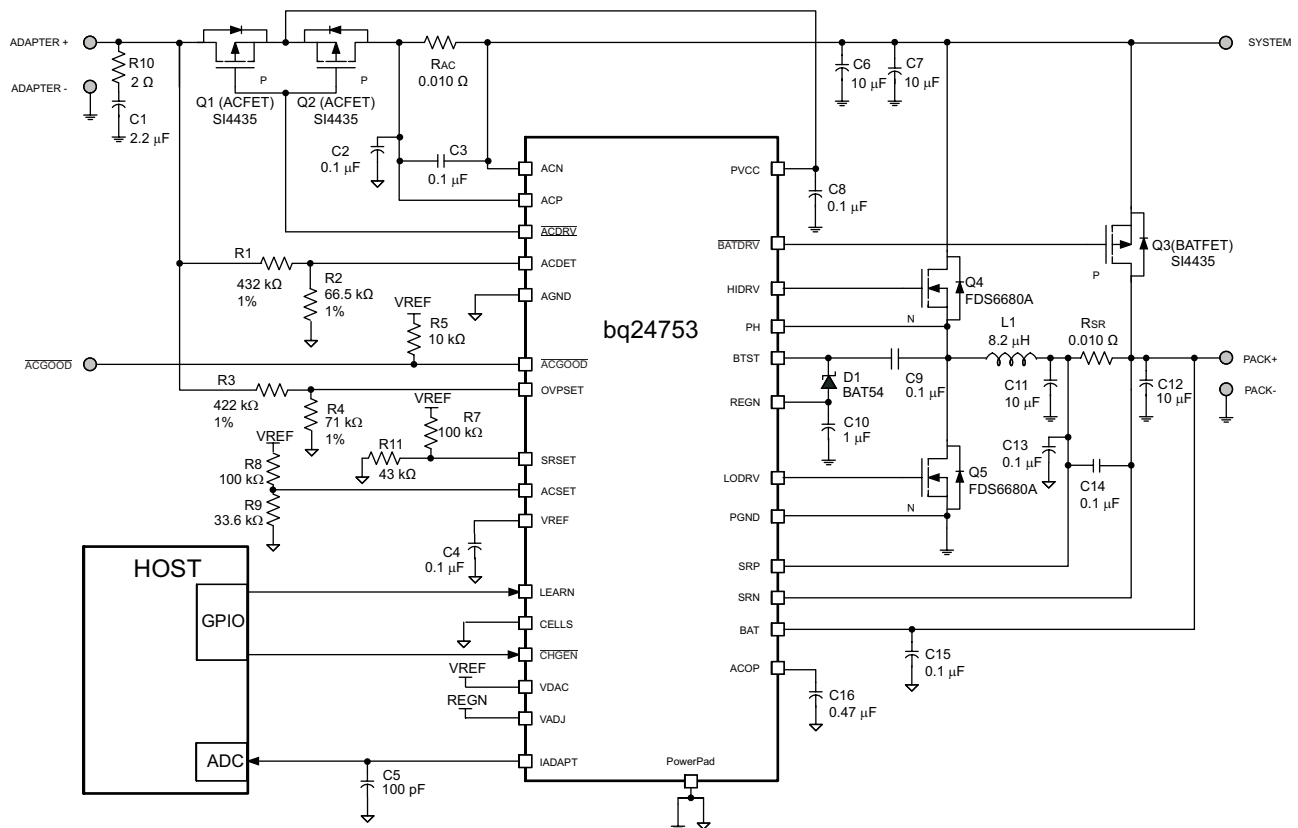 ADAPTER +
R10
2 Ω
ADAPTER -
C1
2.2 μF
P
Q1 (ACFET)
SI4435
P
Q2 (ACFET)
SI4435
RAC
0.010 Ω
C6
10 μF
C7
10 μF
SYSTEM
C2
0.1 μF
C3
0.1 μF
C8
0.1 μF
bq24753
ACN
ACP
ACDRV
ACDET
AGND
ACGOOD
OVPSET
SRSET
ACSET
VREF
LEARN
CELLS
CHGEN
VDAC
VADJ
IADAPT
PVCC
BATDRV
HIDRV
PH
BTST
REGN
LODRV
PGND
SRP
SRN
BAT
ACOP
PowerPad
R1
432 kΩ
1%
R2
66.5 kΩ
1%
VREF
R5
10 kΩ
ACGOOD
R3
422 kΩ
1%
R4
71 kΩ
1%
VREF
R7
100 kΩ
R11
43 kΩ
VREF
R8
100 kΩ
R9
33.6 kΩ
C4
0.1 μF
HOST
GPIO
ADC
VREF
REGN
C5
100 pF
Q3(BATFET)
SI4435
P
Q4
FDS6680A
N
L1
8.2 μH
RSR
0.010 Ω
PACK+
PACK-
D1
BAT54
C9
0.1 μF
C10
1 μF
C11
10 μF
C12
10 μF
C13
0.1 μF
C14
0.1 μF
Q5
FDS6680A
N
C15
0.1 μF
C16
0.47 μF